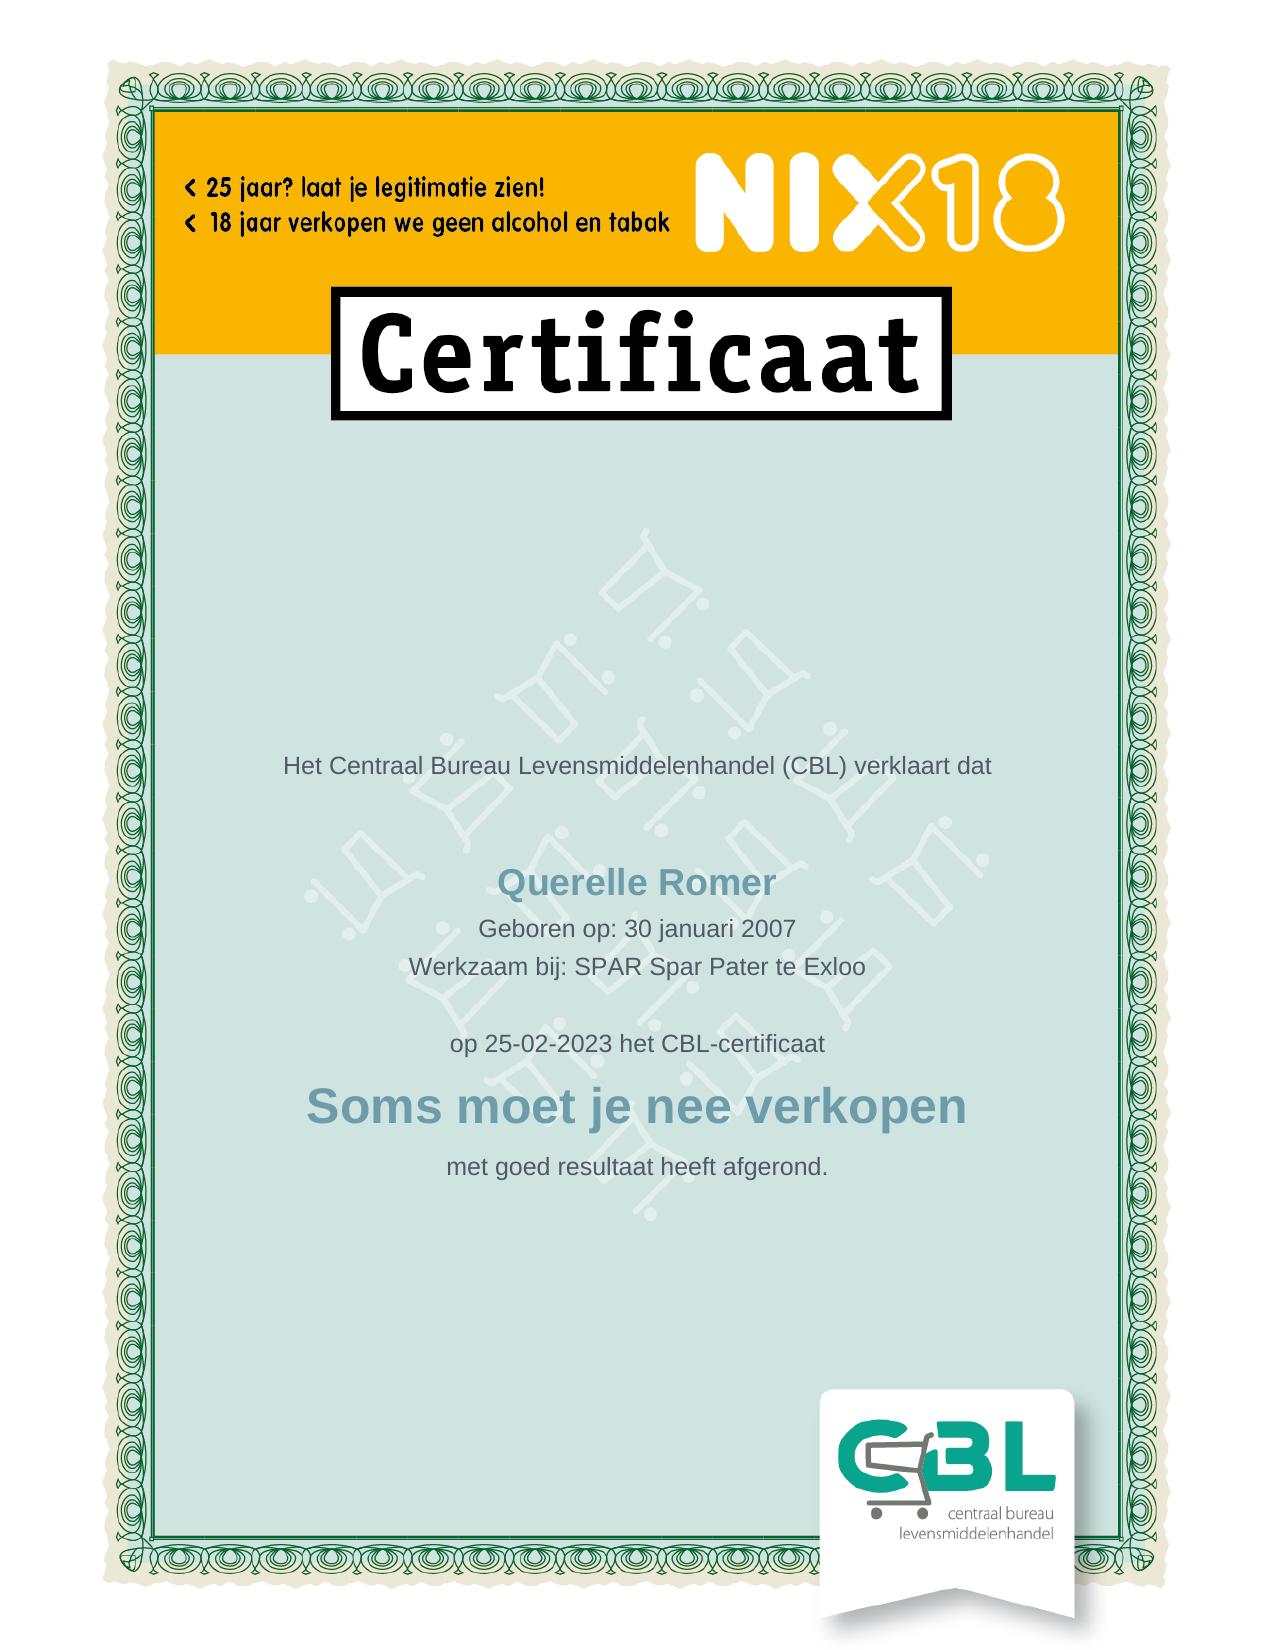 < 25 jaar? laat je legitimatie zien!
< 18 jaar verkopen we geen alcohol en tabak
NIX18
Certificaat
Het Centraal Bureau Levensmiddelenhandel (CBL) verklaart dat
Querelle Romer
Geboren op: 30 januari 2007
Werkzaam bij: SPAR Spar Pater te Exloo
op 25-02-2023 het CBL-certificaat
Soms moet je nee verkopen
met goed resultaat heeft afgerond.
CBL
centraal bureau
levensmiddelenhandel